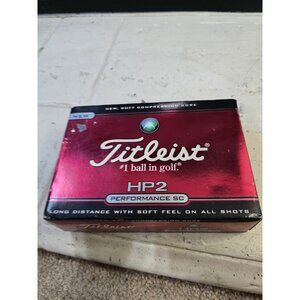 NEW, SOFT COMPRESSION CORE
NEW
Titleist®
#1 ball in golf.®
HP2
PERFORMANCE SC
LONG DISTANCE WITH SOFT FEEL ON ALL SHOTS